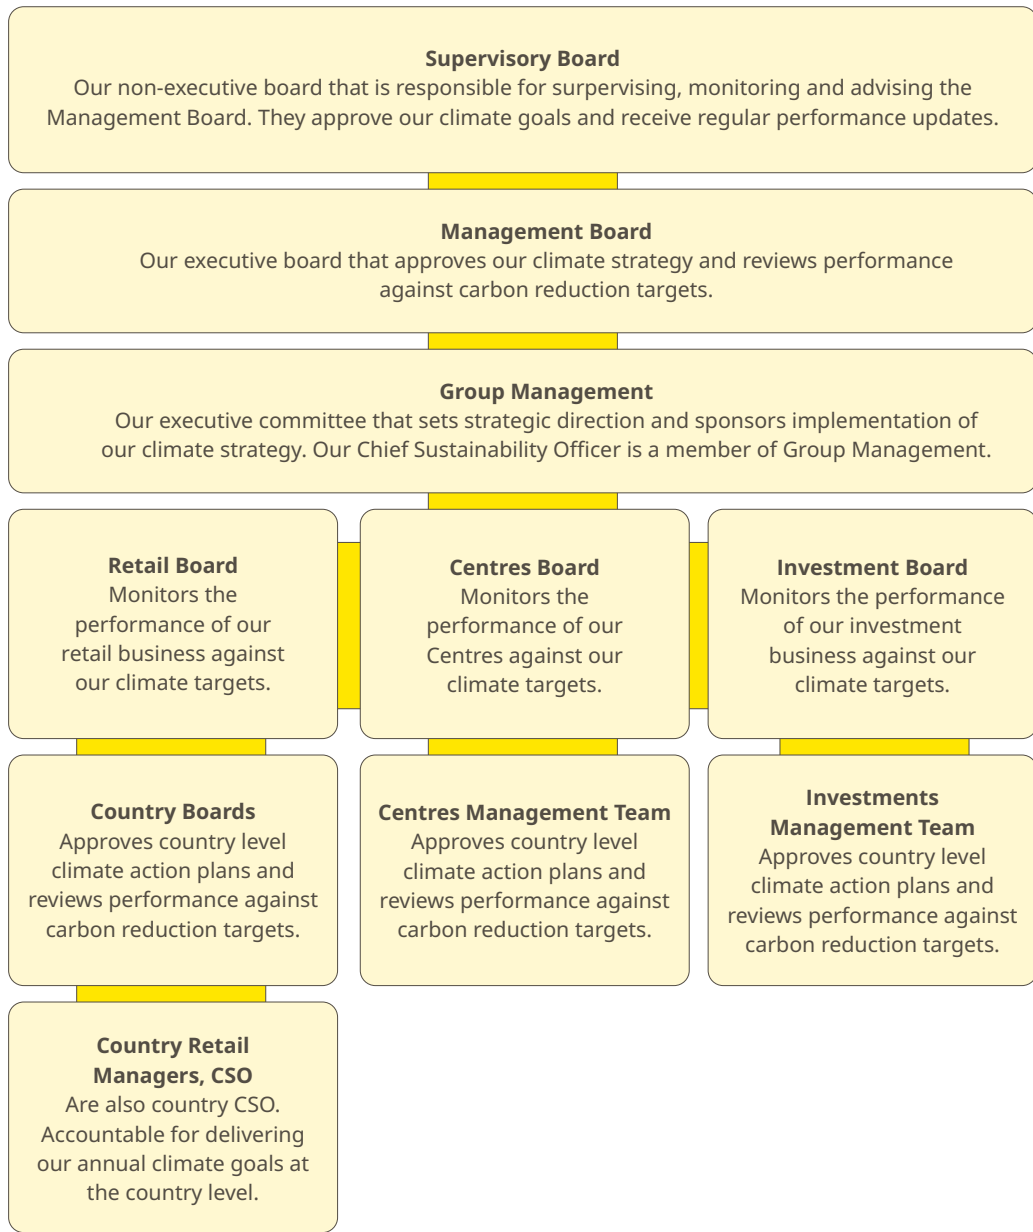 Supervisory Board
Our non-executive board that is responsible for surpervising, monitoring and advising the
Management Board. They approve our climate goals and receive regular performance updates.
Management Board
Our executive board that approves our climate strategy and reviews performance
against carbon reduction targets.
Group Management
Our executive committee that sets strategic direction and sponsors implementation of
our climate strategy. Our Chief Sustainability Officer is a member of Group Management.
Retail Board
Monitors the
performance of our
retail business against
our climate targets.
Centres Board
Monitors the
performance of our
Centres against our
climate targets.
Investment Board
Monitors the performance
of our investment
business against our
climate targets.
Country Boards
Approves country level
climate action plans and
reviews performance against
carbon reduction targets.
Centres Management Team
Approves country level
climate action plans and
reviews performance against
carbon reduction targets.
Investments
Management Team
Approves country level
climate action plans and
reviews performance against
carbon reduction targets.
Country Retail
Managers, CSO
Are also country CSO.
Accountable for delivering
our annual climate goals at
the country level.